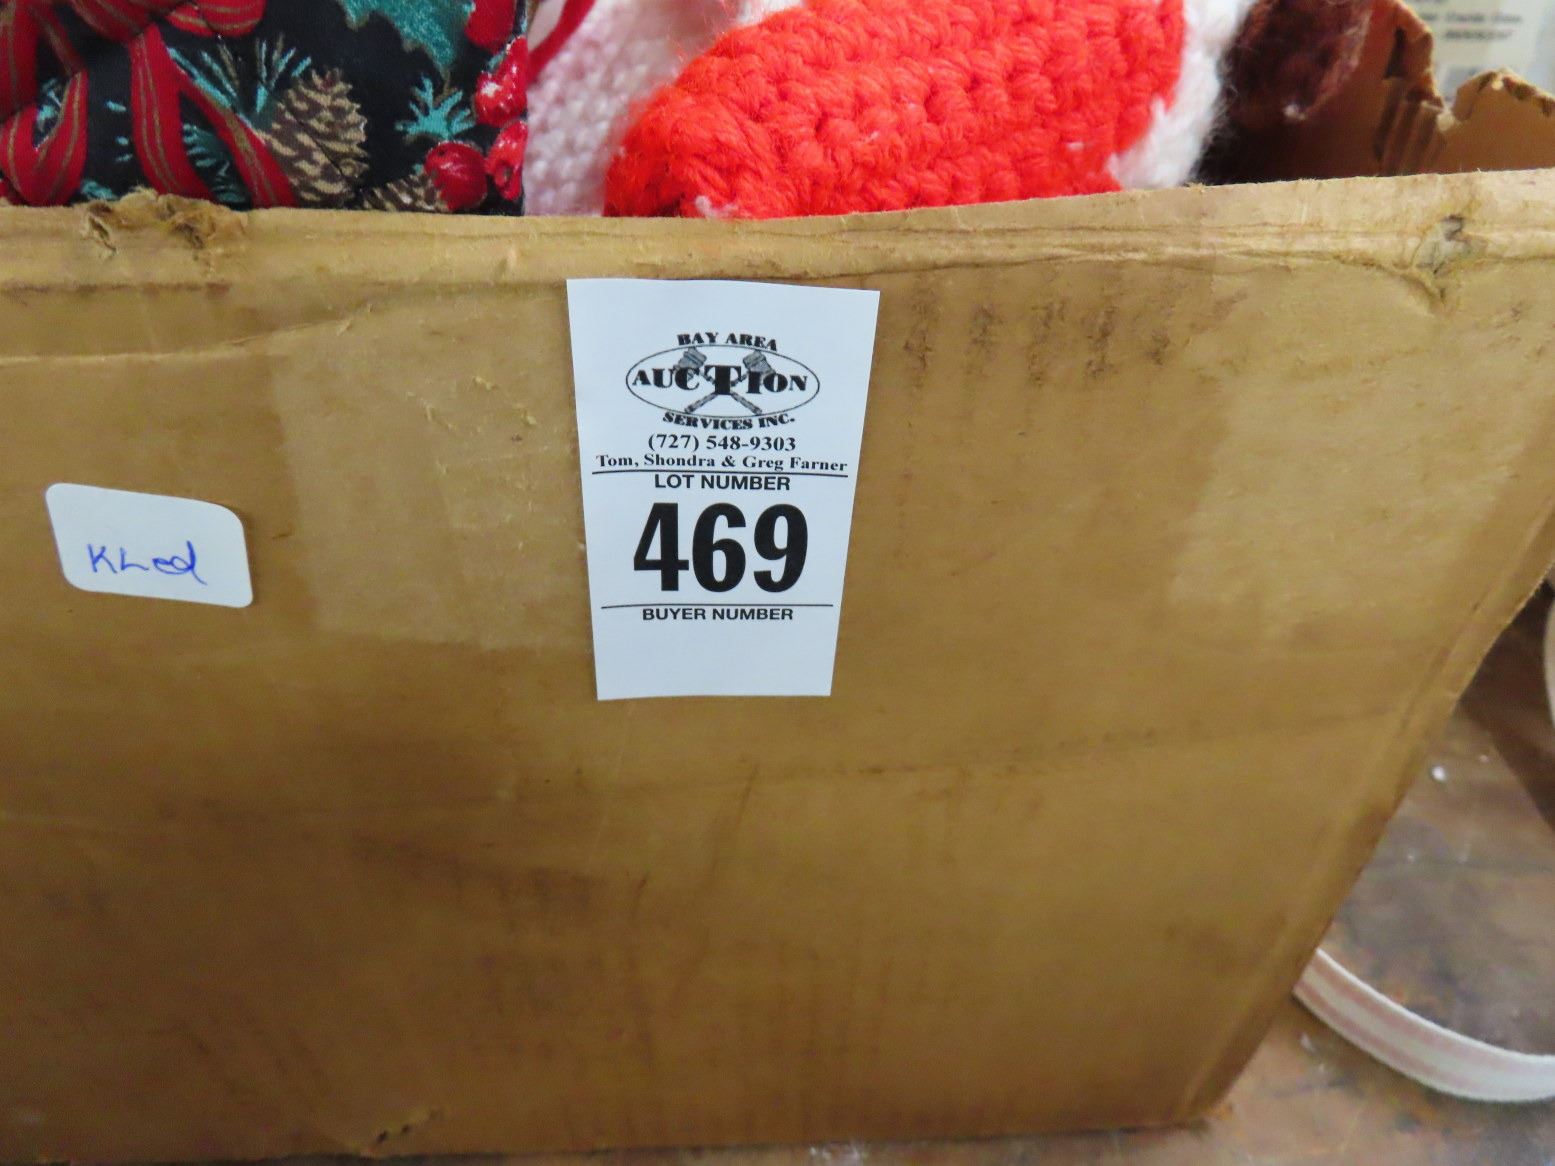 BAY AREA
AUCTION
SERVICES INC.
(727) 548-9303
Tom, Shondra & Greg Farner
LOT NUMBER
469
BUYER NUMBER
KLed